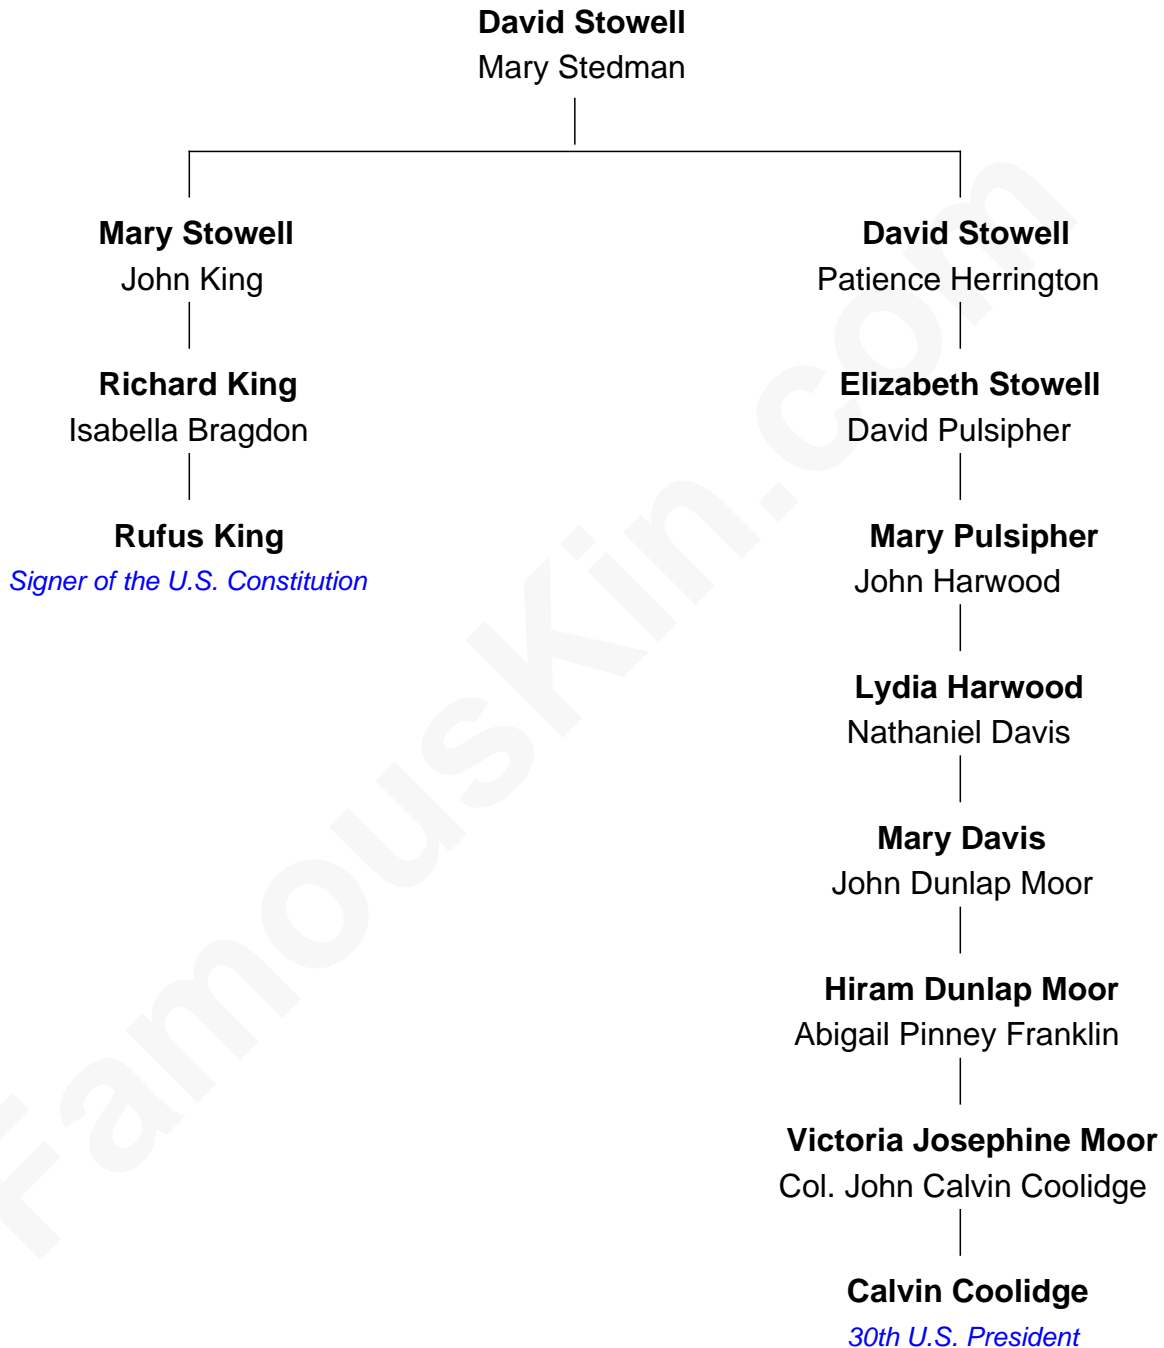 David Stowell
Mary Stedman
Mary Stowell
John King
Richard King
Isabella Bragdon
Rufus King
Signer of the U.S. Constitution
David Stowell
Patience Herrington
Elizabeth Stowell
David Pulsipher
Mary Pulsipher
John Harwood
Lydia Harwood
Nathaniel Davis
Mary Davis
John Dunlap Moor
Hiram Dunlap Moor
Abigail Pinney Franklin
Victoria Josephine Moor
Col. John Calvin Coolidge
Calvin Coolidge
30th U.S. President
FamousKin.com